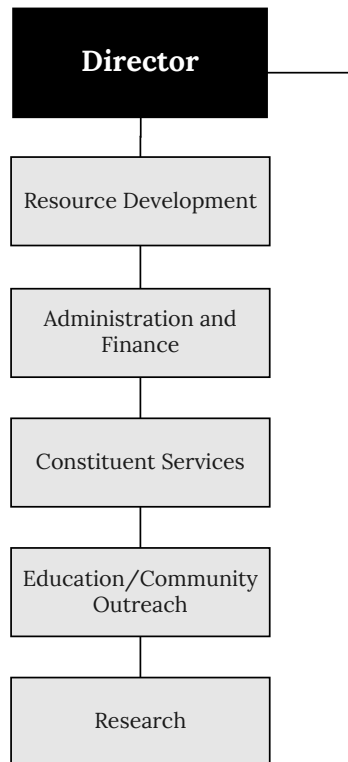 Director
Resource Development
Administration and
Finance
Constituent Services
Education/Community
Outreach
Research